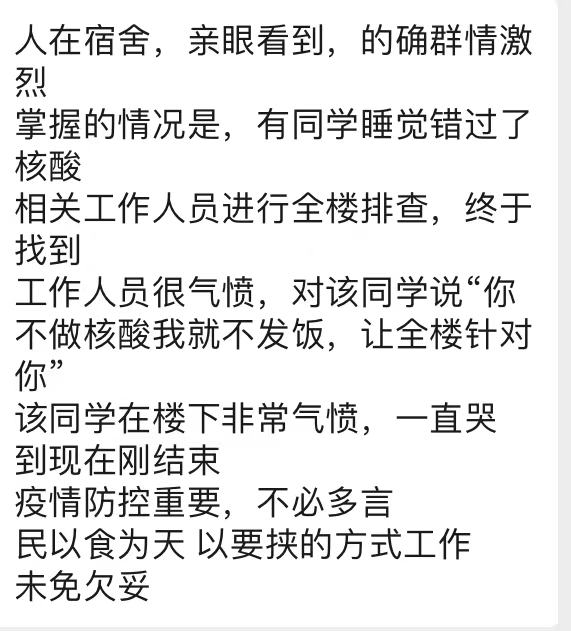 人在宿舍，亲眼看到，的确群情激
烈
掌握的情况是，有同学睡觉错过了
核酸
相关工作人员进行全楼排查，终于
找到
工作人员很气愤，对该同学说“你
不做核酸我就不发饭，让全楼针对
你”
该同学在楼下非常气愤，一直哭
到现在刚结束
疫情防控重要，不必多言
民以食为天 以要挟的方式工作
未免欠妥